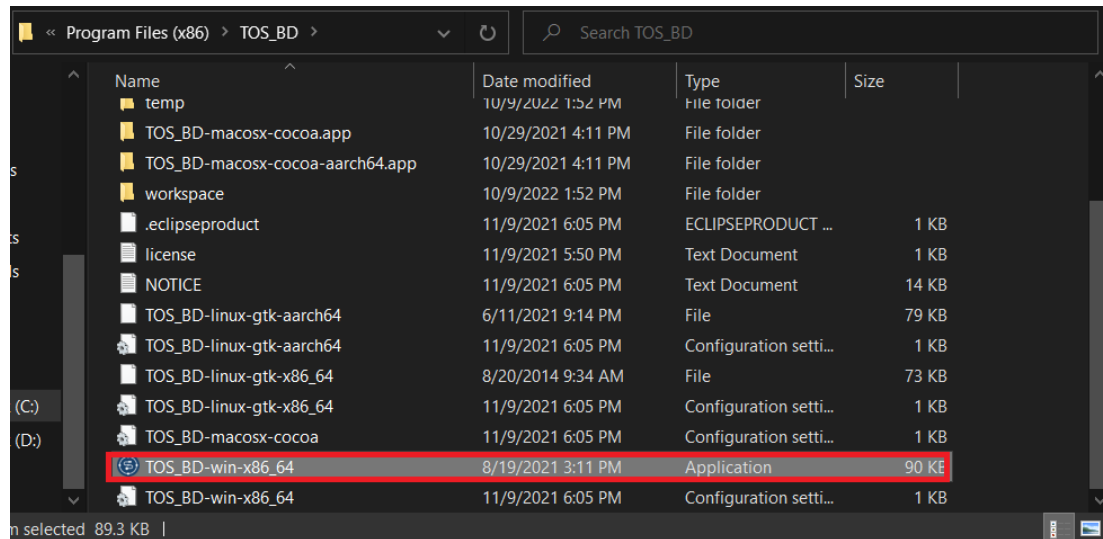 « Program Files (x86) > TOS_BD > Search TOS_BD
Name Date modified Type Size
temp 10/9/2022 1:52 PM File folder
TOS_BD-macosx-cocoa.app 10/29/2021 4:11 PM File folder
TOS_BD-macosx-cocoa-aarch64.app 10/29/2021 4:11 PM File folder
workspace 10/9/2022 1:52 PM File folder
.eclipseproduct 11/9/2021 6:05 PM ECLIPSEPRODUCT ... 1 KB
license 11/9/2021 5:50 PM Text Document 1 KB
NOTICE 11/9/2021 6:05 PM Text Document 14 KB
TOS_BD-linux-gtk-aarch64 6/11/2021 9:14 PM File 79 KB
TOS_BD-linux-gtk-aarch64 11/9/2021 6:05 PM Configuration setti... 1 KB
TOS_BD-linux-gtk-x86_64 8/20/2014 9:34 AM File 73 KB
(C:) TOS_BD-linux-gtk-x86_64 11/9/2021 6:05 PM Configuration setti... 1 KB
(D:) TOS_BD-macosx-cocoa 11/9/2021 6:05 PM Configuration setti... 1 KB
TOS_BD-win-x86_64 8/19/2021 3:11 PM Application 90 KB
TOS_BD-win-x86_64 11/9/2021 6:05 PM Configuration setti... 1 KB
selected 89.3 KB